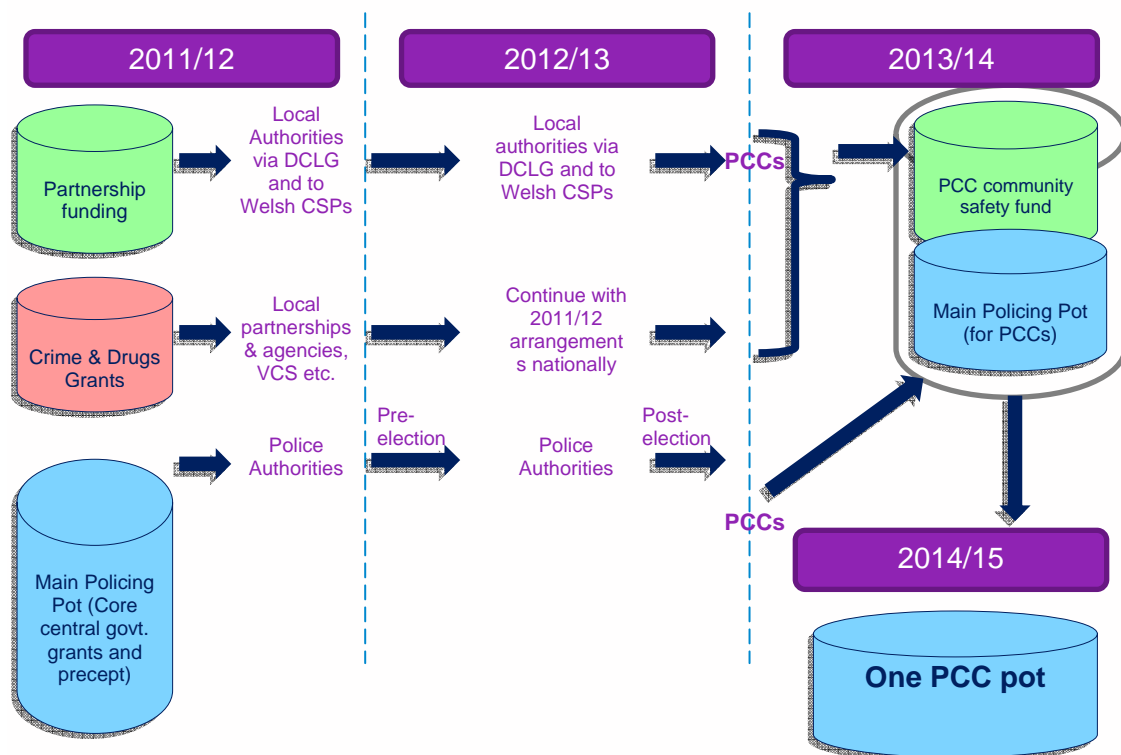 2011/12
2012/13
2013/14
Partnership
funding
Local
Authorities
via DCLG
and to
Welsh CSPs
Local
authorities via
DCLG and to
Welsh CSPs
PCCs
PCC community
safety fund
Main Policing Pot
(for PCCs)
Crime & Drugs
Grants
Local
partnerships
& agencies,
VCS etc.
Continue with
2011/12
arrangement
s nationally
Main Policing
Pot (Core
central govt.
grants and
precept)
Police
Authorities
Pre-
election
Police
Authorities
Post-
election
PCCs
2014/15
One PCC pot